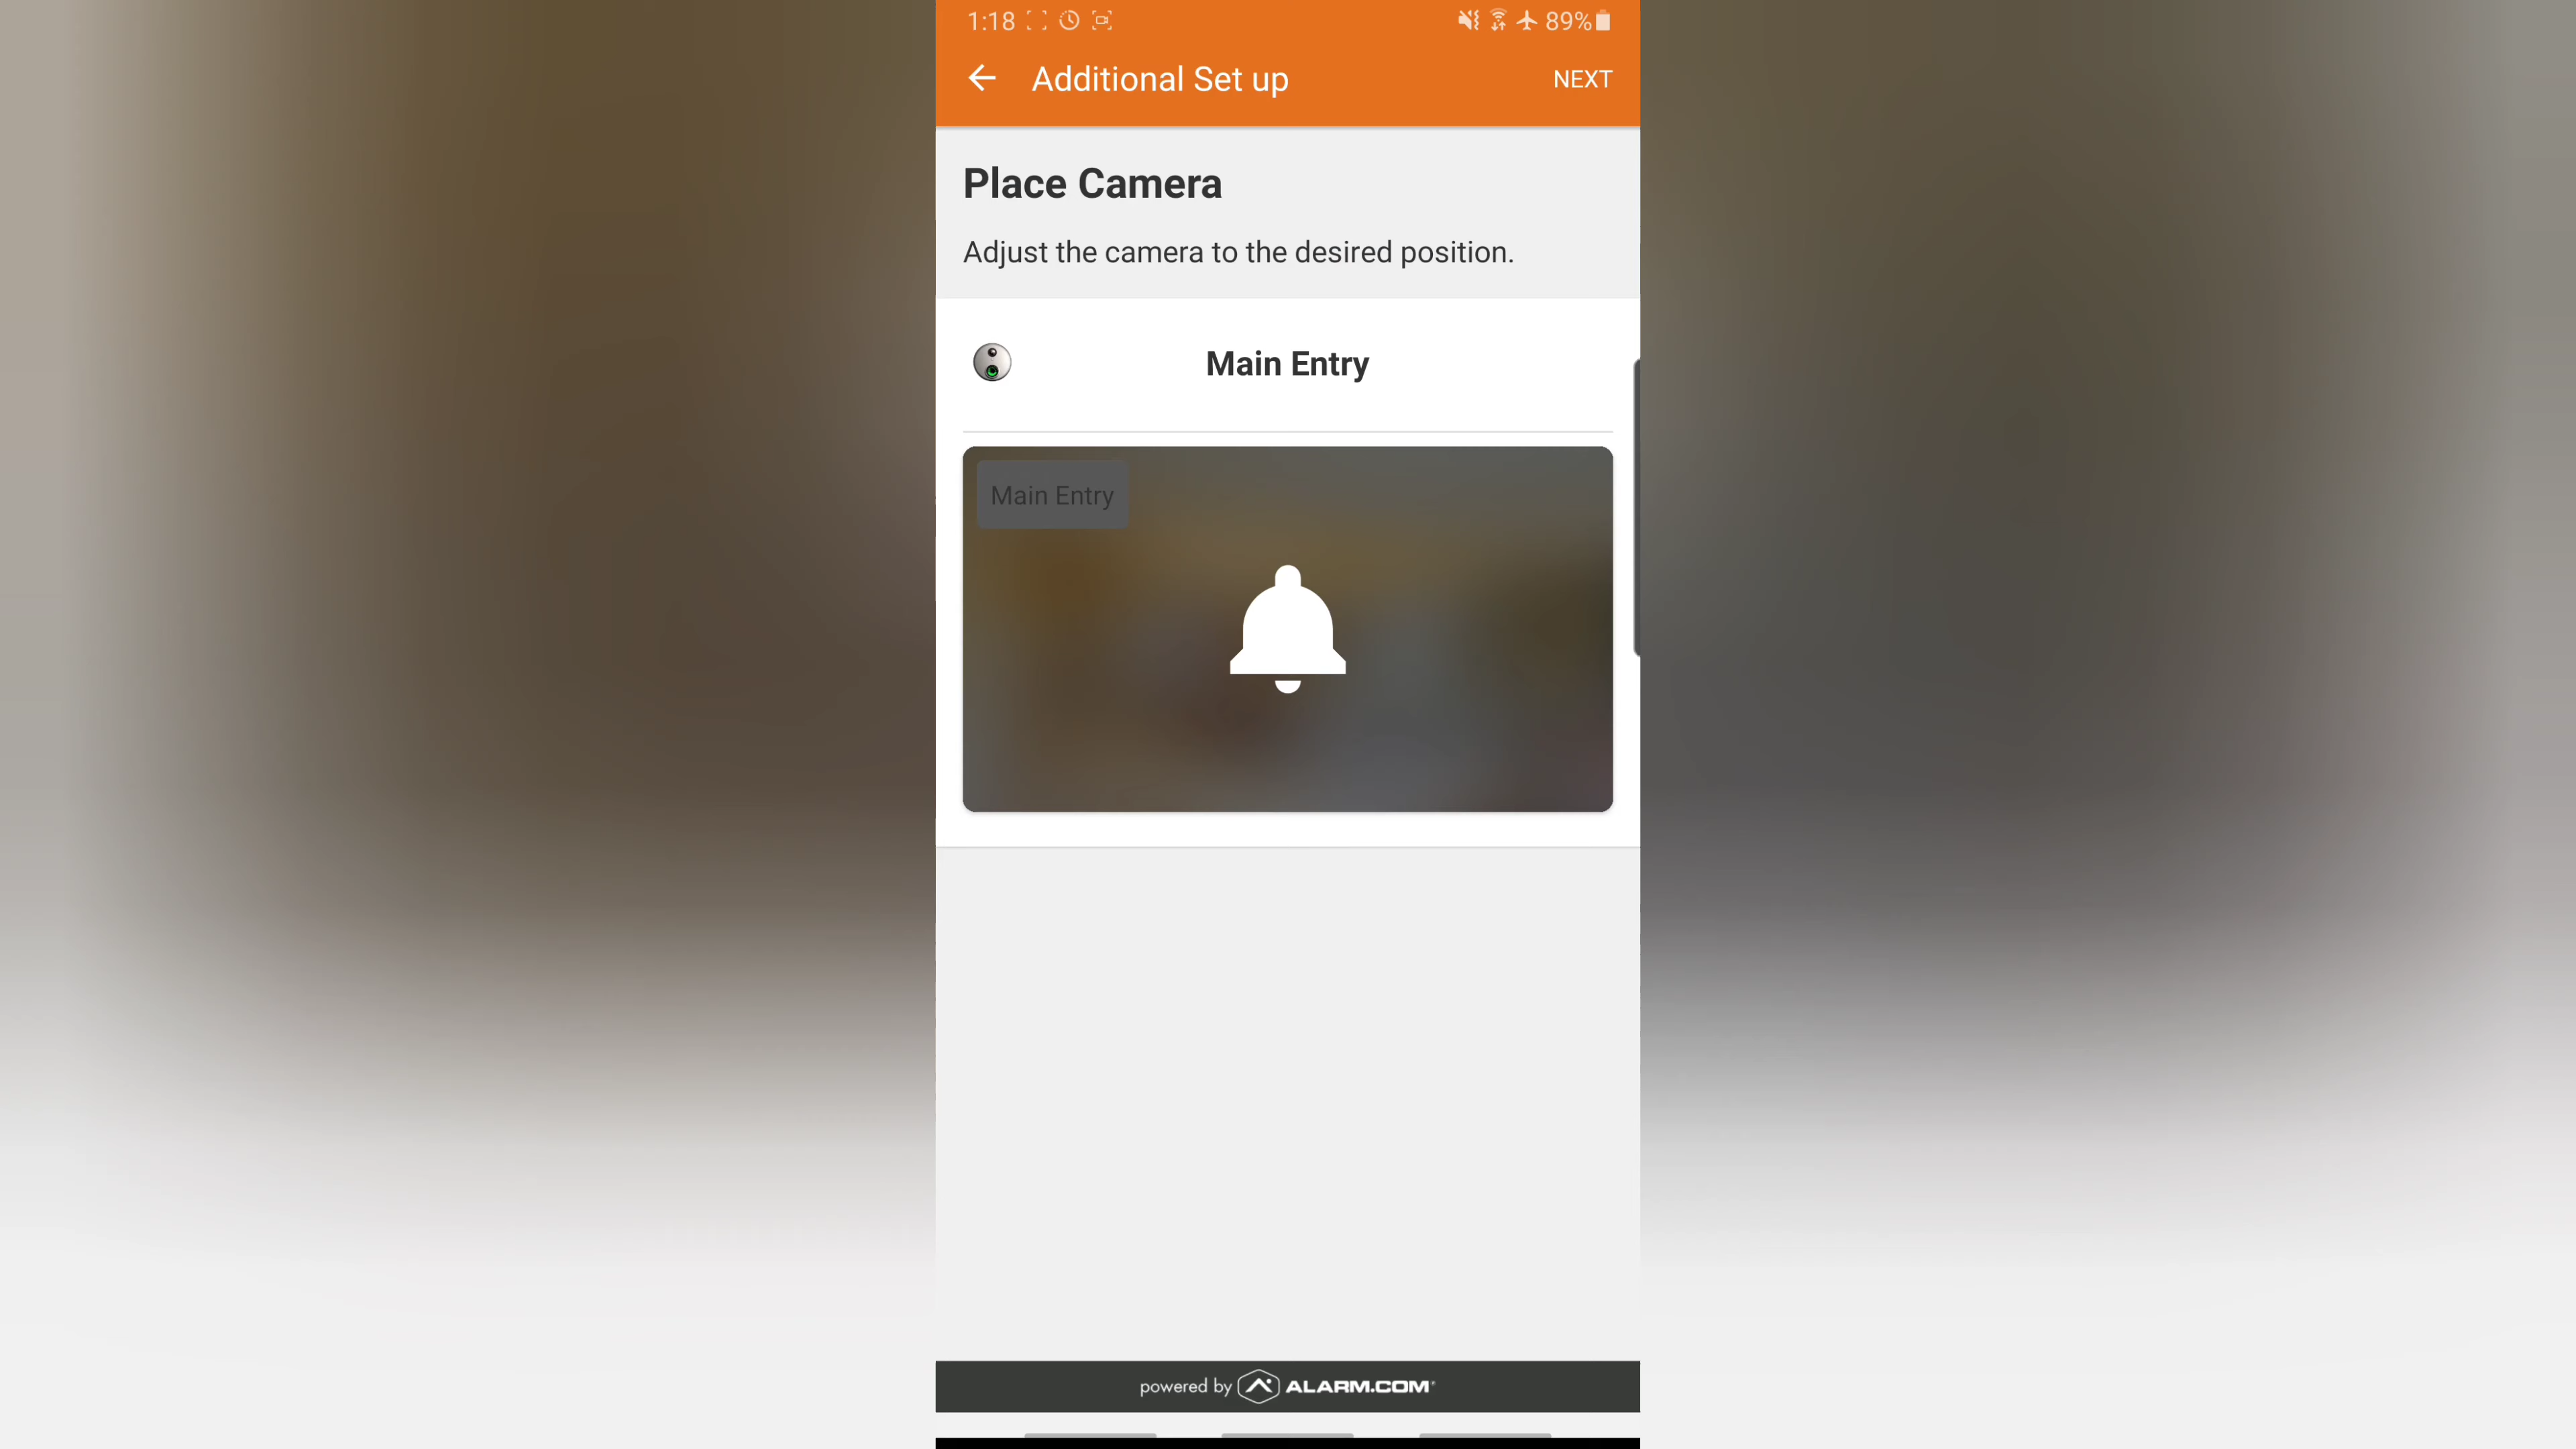 1:18 89%
Additional Set up NEXT
Place Camera
Adjust the camera to the desired position.
Main Entry
Main Entry
powered by ALARM.COM